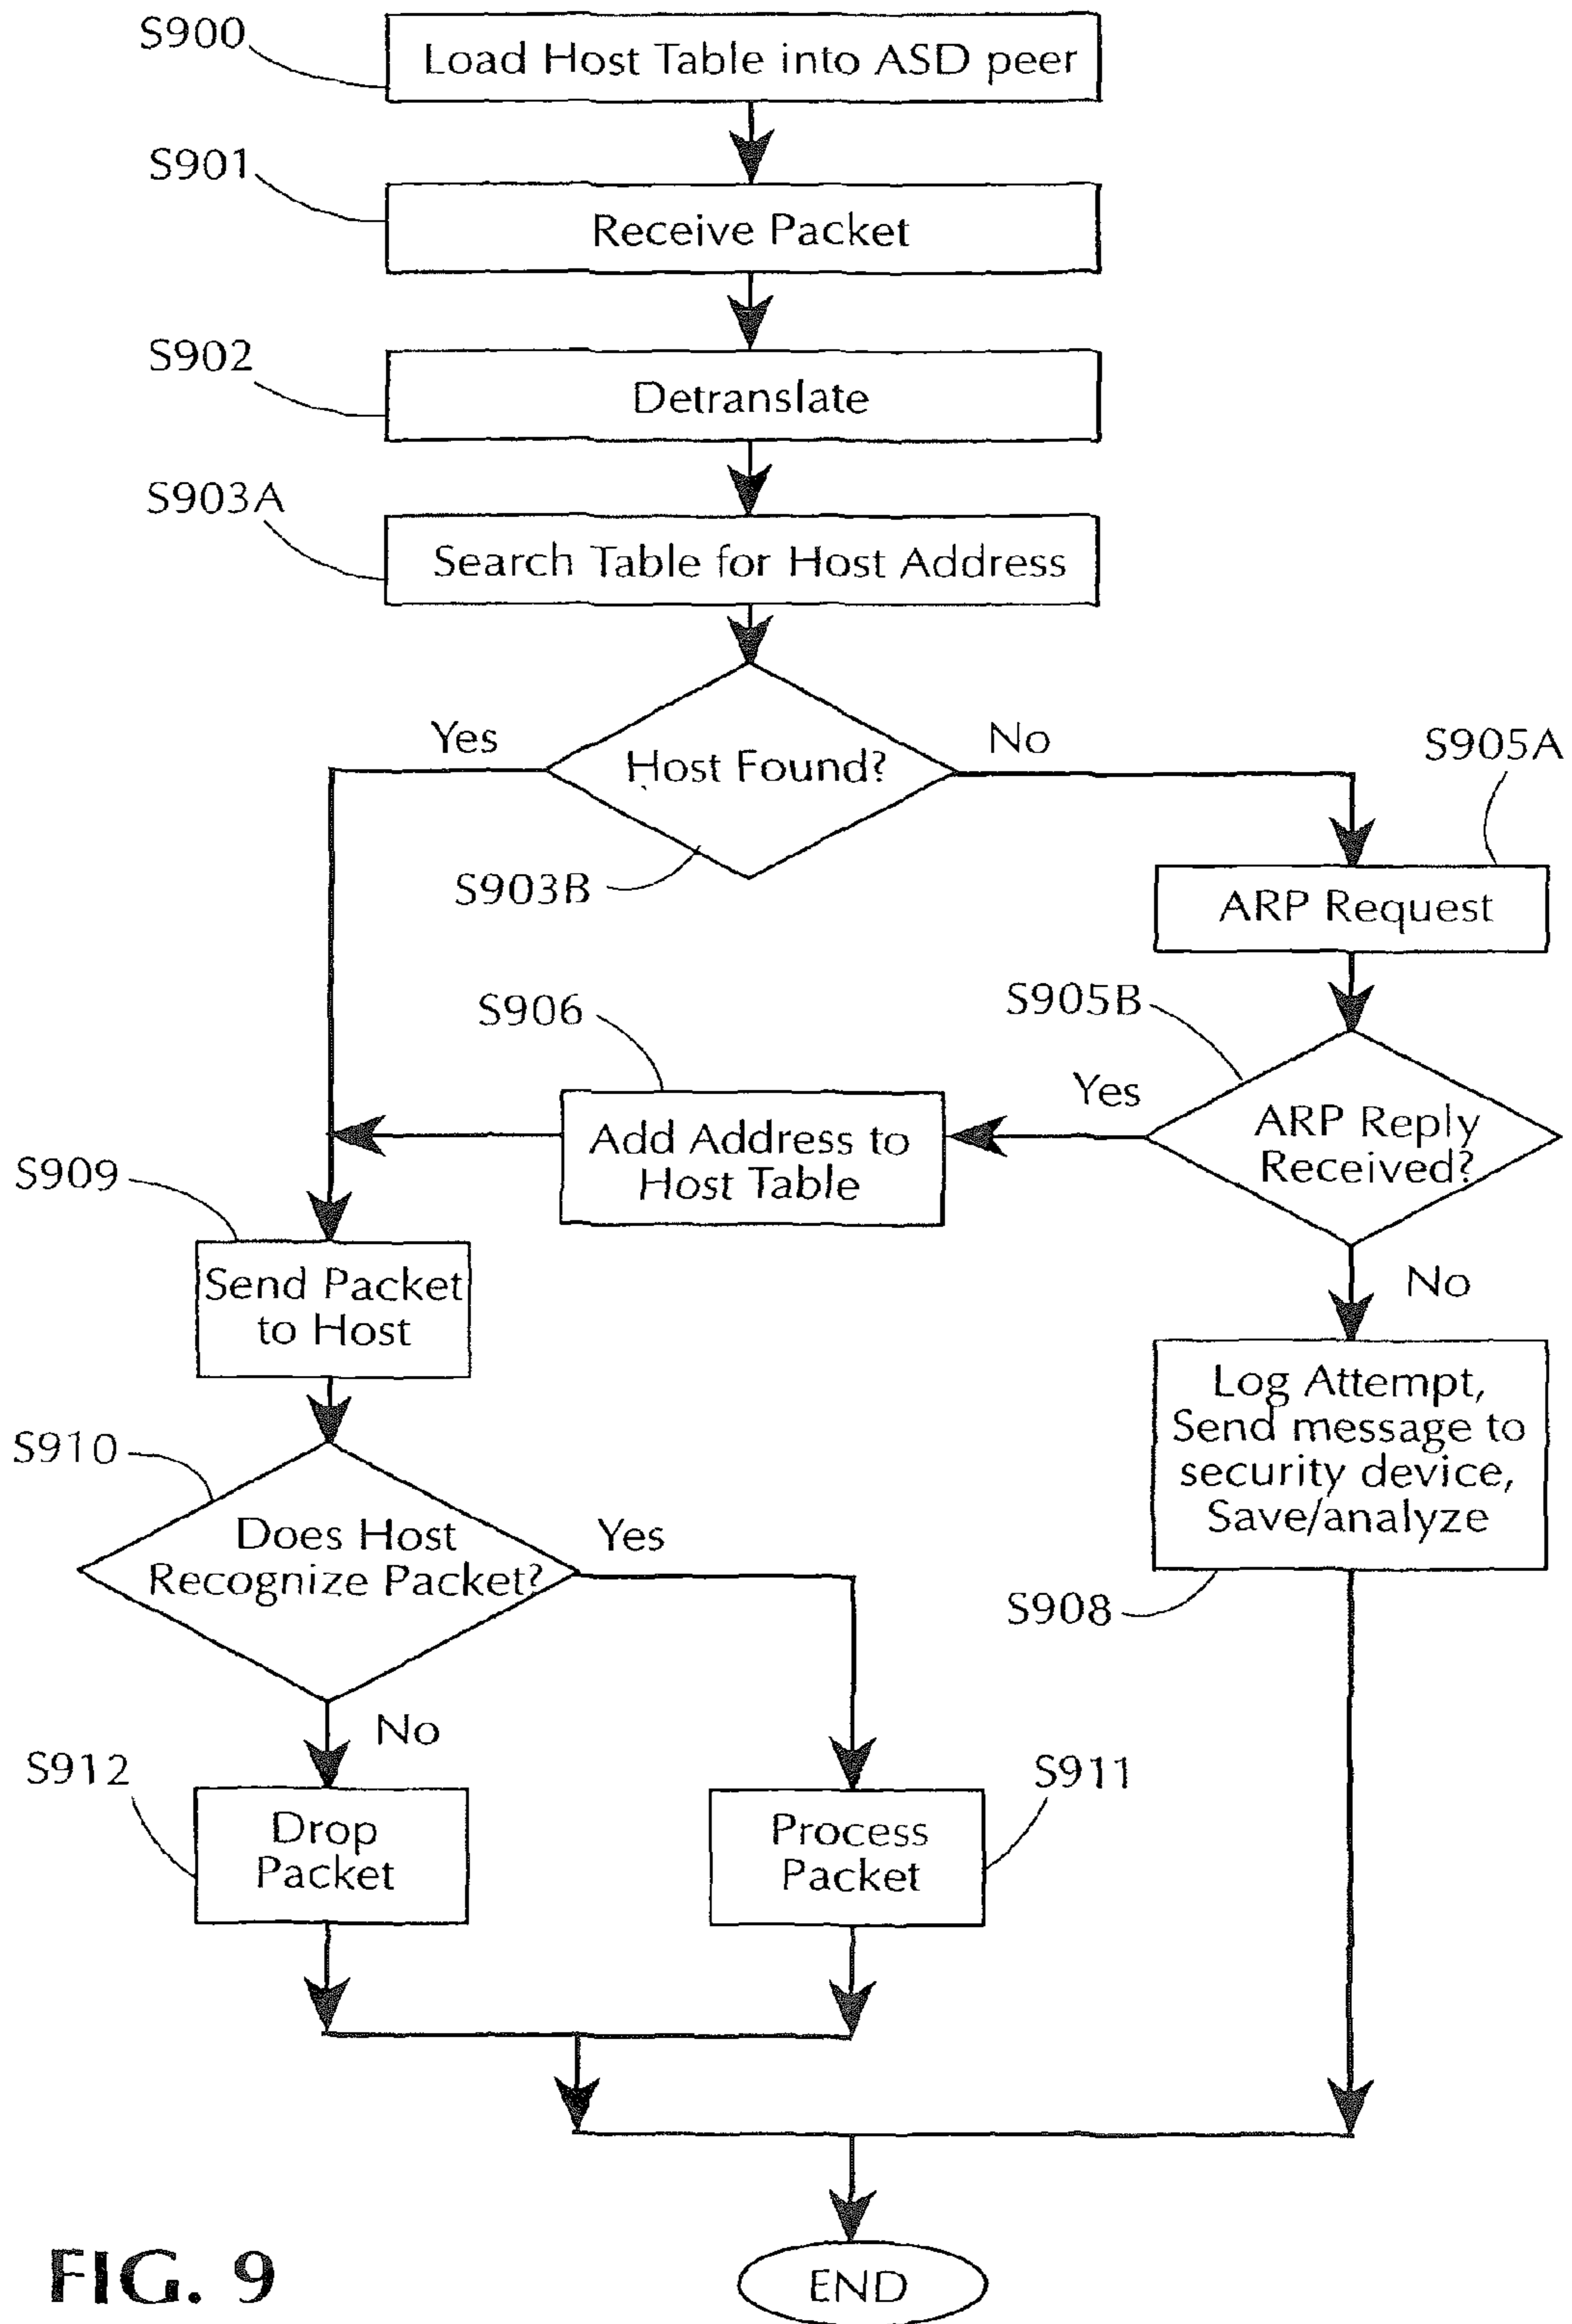 S900
Load Host Table into ASD peer
S901
Receive Packet
S902
Detranslate
S903A
Search Table for Host Address
Yes
Host Found?
No
S903B
S905A
ARP Request
S905B
ARP Reply
Received?
Yes
S906
Add Address to
Host Table
S909
Send Packet
to Host
No
Log Attempt,
Send message to
security device,
Save/analyze
S908
S910
Does Host
Recognize Packet?
Yes
No
S912
Drop
Packet
S911
Process
Packet
FIG. 9
END